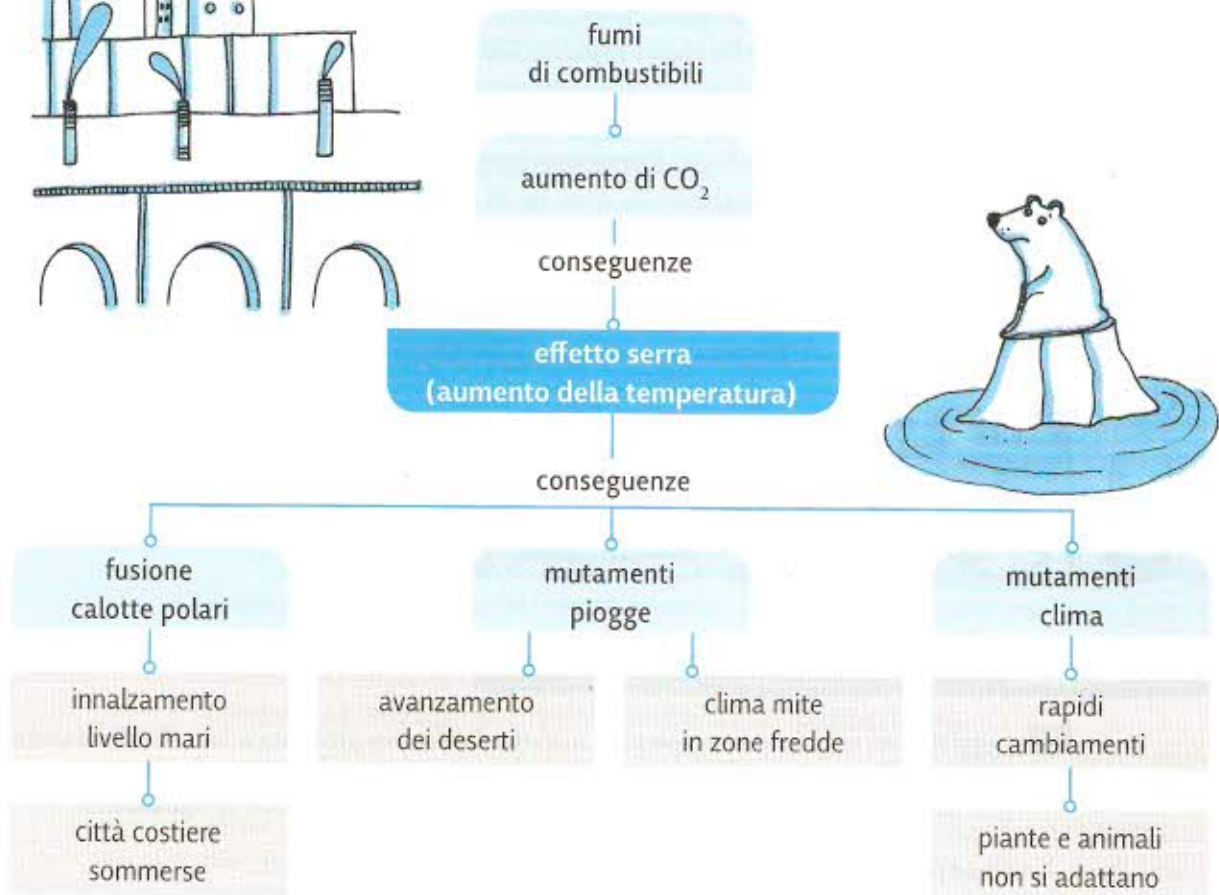 fumi
di combustibili
aumento di CO₂
conseguenze
effetto serra
(aumento della temperatura)
conseguenze
fusione
calotte polari
mutamenti
piogge
mutamenti
clima
innalzamento
livello mari
avanzamento
dei deserti
clima mite
in zone fredde
rapidi
cambiamenti
città costiere
sommerse
piante e animali
non si adattano